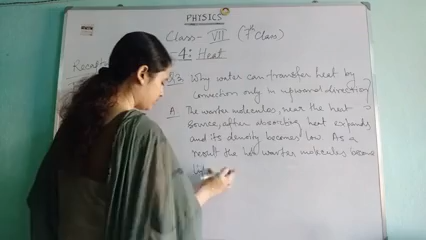 PHYSICS
Class- VII (7th Class)
-4: Heat
Recap
Q3 Why water can transfer heat by
Convection only in upward direction?
A. The water molecules, near the heat
Source, after absorbing heat expands
and its density becomes low. As a
result the hot warter molecules become